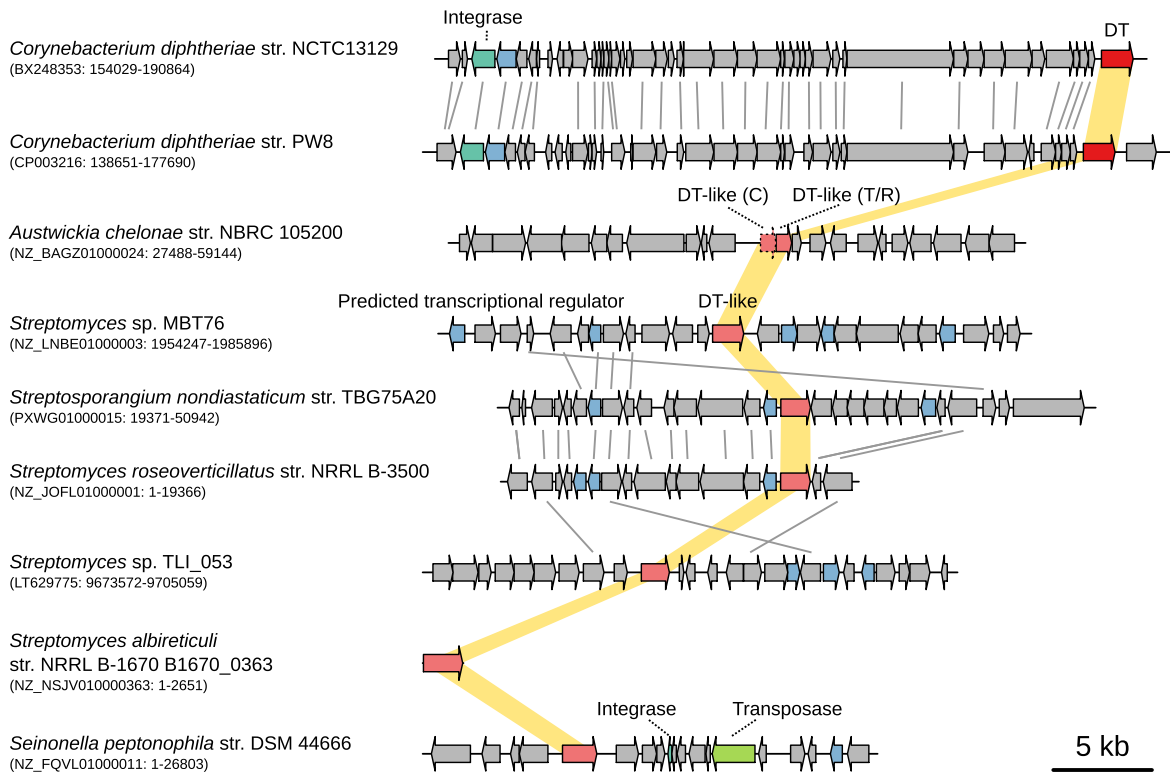 Integrase
DT
Corynebacterium diphtheriae str. NCTC13129
(BX248353: 154029-190864)
Corynebacterium diphtheriae str. PW8
(CP003216: 138651-177690)
DT-like (C) DT-like (T/R)
Austwickia chelonae str. NBRC 105200
(NZ_BAGZ01000024: 27488-59144)
Predicted transcriptional regulator DT-like
Streptomyces sp. MBT76
(NZ_LNBE01000003: 1954247-1985896)
Streptosporangium nondiastaticum str. TBG75A20
(PXWG01000015: 19371-50942)
Streptomyces roseoverticillatus str. NRRL B-3500
(NZ_JOFL01000001: 1-19366)
Streptomyces sp. TLI_053
(LT629775: 9673572-9705059)
Streptomyces albireticuli
str. NRRL B-1670 B1670_0363
(NZ_NSJV010000363: 1-2651)
Integrase Transposase
Seinonella peptonophila str. DSM 44666
(NZ_FQVL01000011: 1-26803)
5 kb